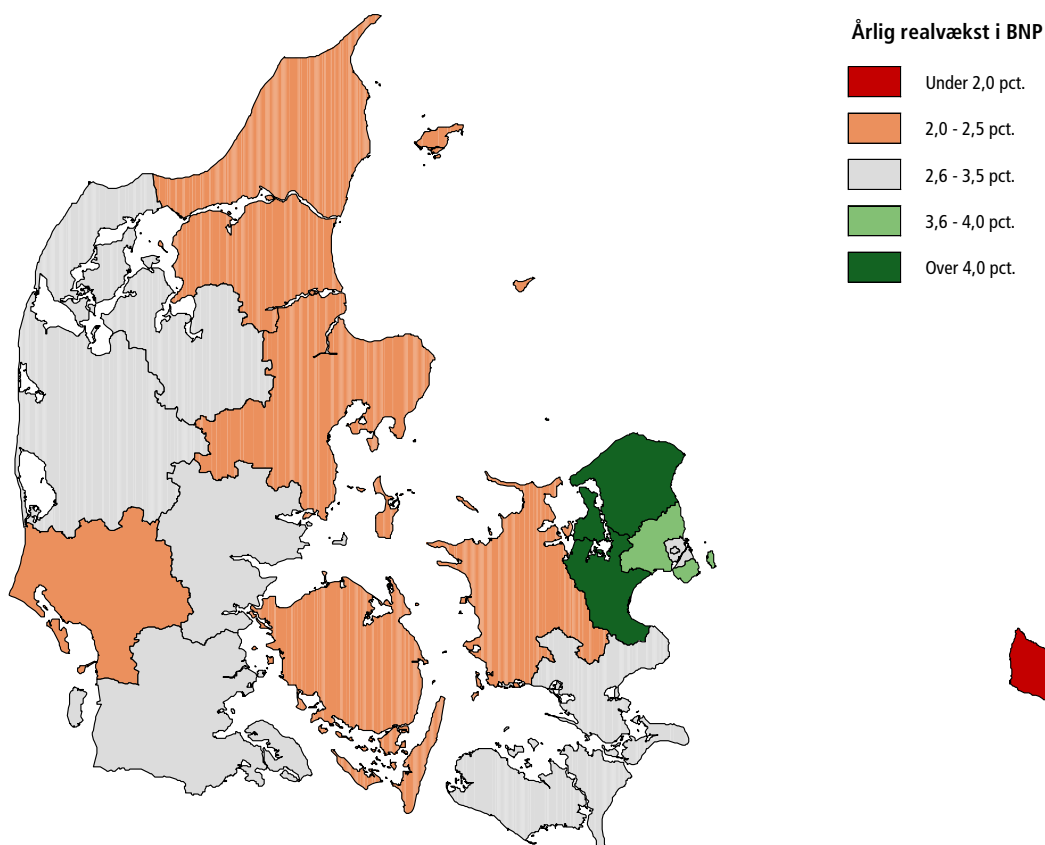 Årlig realvækst i BNP
Under 2,0 pct.
2,0 - 2,5 pct.
2,6 - 3,5 pct.
3,6 - 4,0 pct.
Over 4,0 pct.